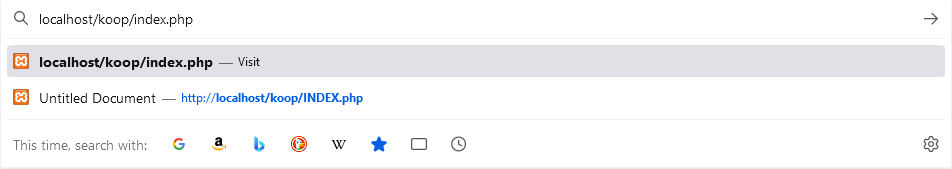 localhost/koop/index.php
localhost/koop/index.php — Visit
Untitled Document — http://localhost/koop/INDEX.php
This time, search with: